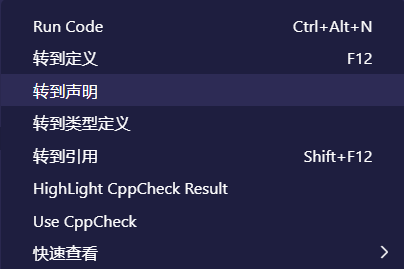 Run Code Ctrl+Alt+N
转到定义 F12
转到声明
转到类型定义
转到引用 Shift+F12
HighLight CppCheck Result
Use CppCheck
快速查看